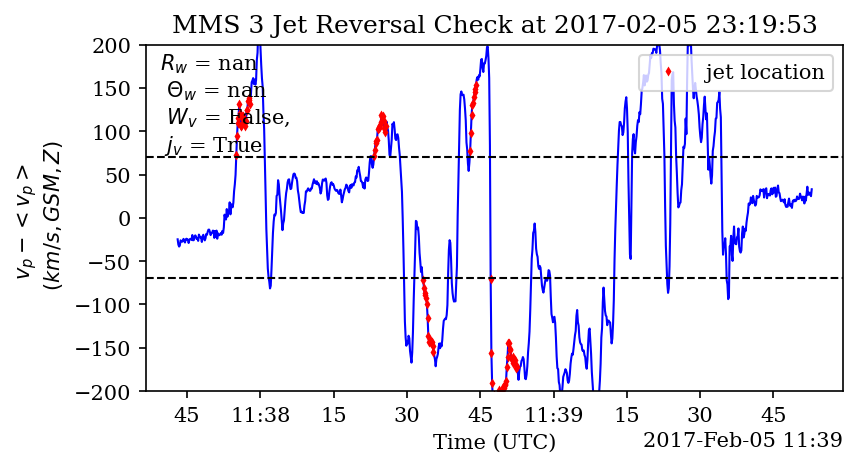 MMS 3 Jet Reversal Check at 2017-02-05 23:19:53
R_w = nan
Θ_w = nan
W_v = False,
j_v = True
jet location
v_p − < v_p >
(km/s, GSM, Z)
200
150
100
50
0
−50
−100
−150
−200
45 11:38 15 30 45 11:39 15 30 45
Time (UTC)
2017-Feb-05 11:39